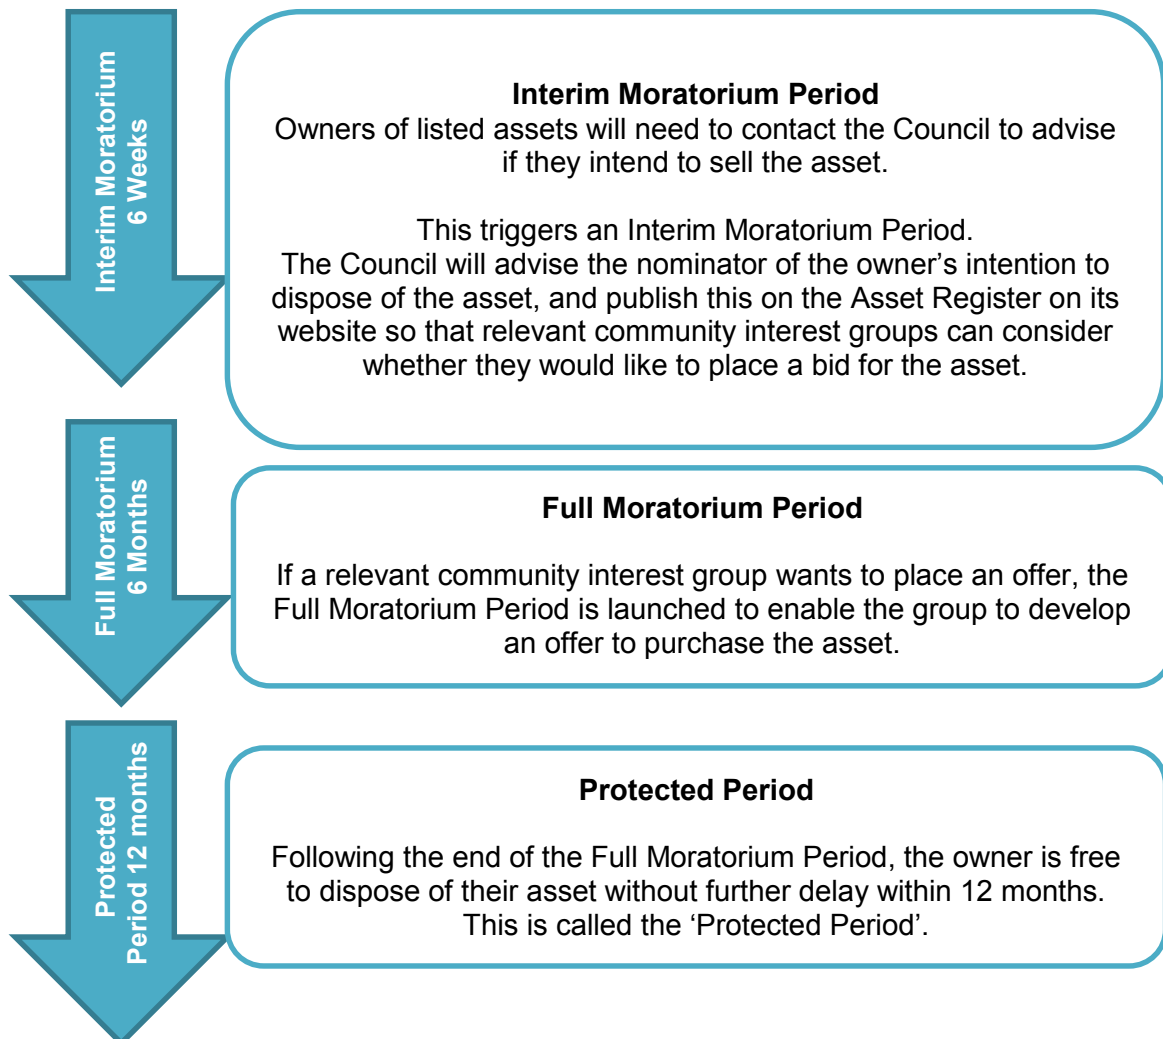 Interim Moratorium
6 Weeks
Interim Moratorium Period
Owners of listed assets will need to contact the Council to advise
if they intend to sell the asset.
This triggers an Interim Moratorium Period.
The Council will advise the nominator of the owner’s intention to
dispose of the asset, and publish this on the Asset Register on its
website so that relevant community interest groups can consider
whether they would like to place a bid for the asset.
Full Moratorium
6 Months
Full Moratorium Period
If a relevant community interest group wants to place an offer, the
Full Moratorium Period is launched to enable the group to develop
an offer to purchase the asset.
Protected
Period 12 months
Protected Period
Following the end of the Full Moratorium Period, the owner is free
to dispose of their asset without further delay within 12 months.
This is called the ‘Protected Period’.